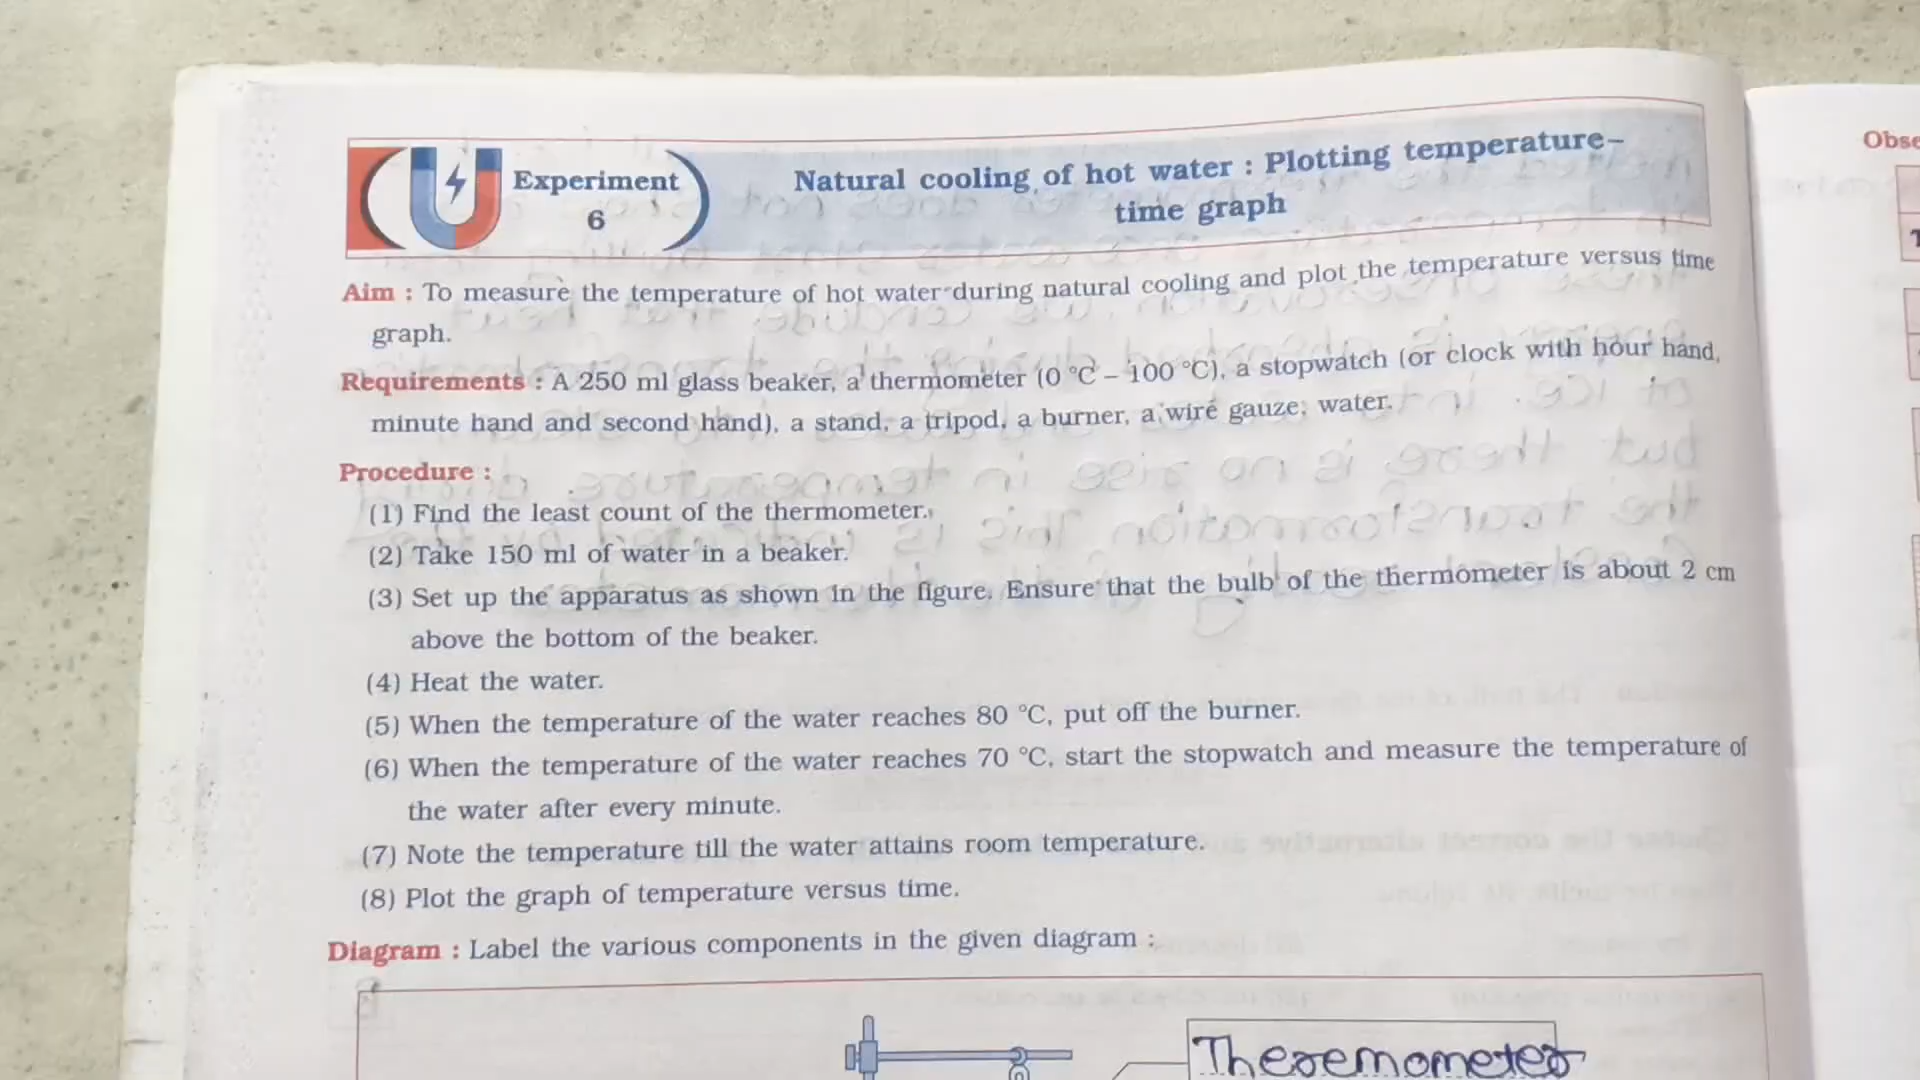 Experiment
6
Natural cooling of hot water : Plotting temperature–
time graph
Aim : To measure the temperature of hot water during natural cooling and plot the temperature versus time
graph.
Requirements : A 250 ml glass beaker, a thermometer (0 °C – 100 °C), a stopwatch (or clock with hour hand,
minute hand and second hand), a stand, a tripod, a burner, a wire gauze, water.
Procedure :
(1) Find the least count of the thermometer.
(2) Take 150 ml of water in a beaker.
(3) Set up the apparatus as shown in the figure. Ensure that the bulb of the thermometer is about 2 cm
above the bottom of the beaker.
(4) Heat the water.
(5) When the temperature of the water reaches 80 °C, put off the burner.
(6) When the temperature of the water reaches 70 °C, start the stopwatch and measure the temperature of
the water after every minute.
(7) Note the temperature till the water attains room temperature.
(8) Plot the graph of temperature versus time.
Diagram : Label the various components in the given diagram :
Theremometer
Obse